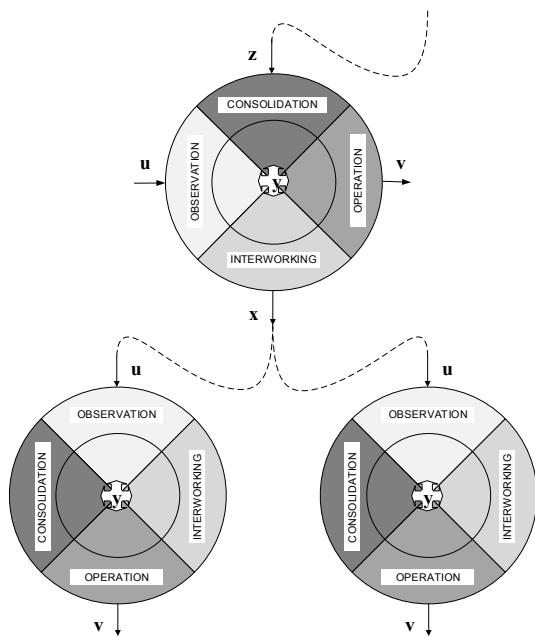 z
CONSOLIDATION
u
OBSERVATION
y
OPERATION
v
INTERWORKING
x
u
u
OBSERVATION
OBSERVATION
CONSOLIDATION
y
INTERWORKING
CONSOLIDATION
y
INTERWORKING
OPERATION
OPERATION
v
v